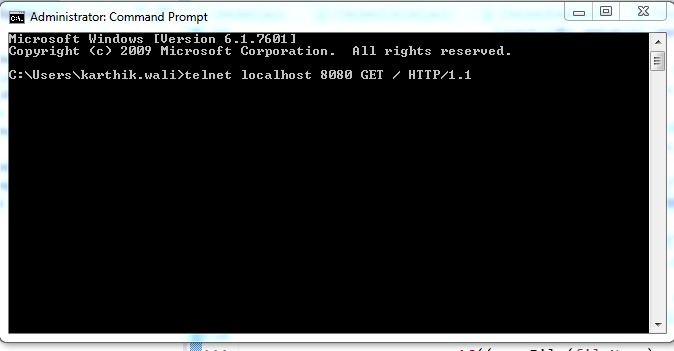 Administrator: Command Prompt
Microsoft Windows [Version 6.1.7601]
Copyright (c) 2009 Microsoft Corporation.  All rights reserved.
C:\Users\karthik.wali>telnet localhost 8080 GET / HTTP/1.1